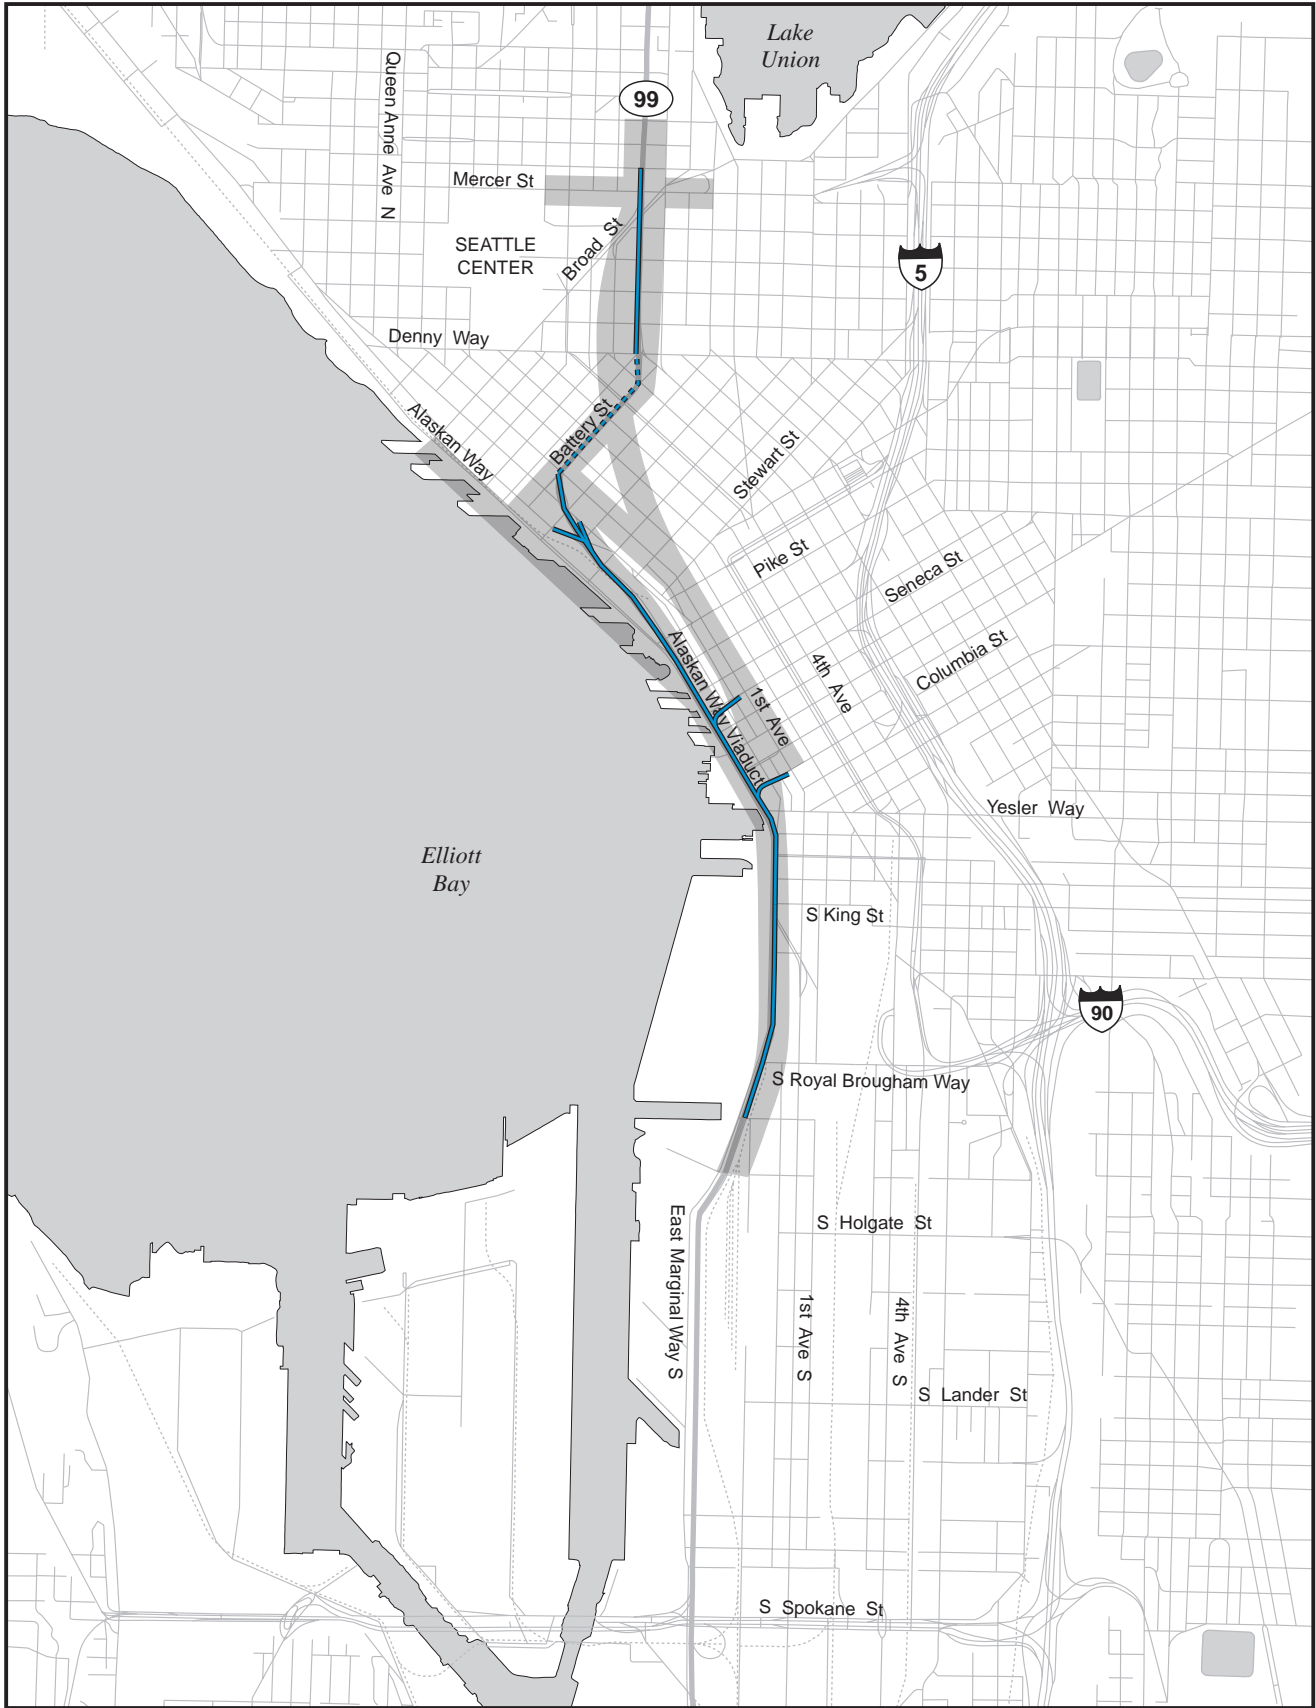 Lake
Union
Queen Anne Ave N
99
Mercer St
SEATTLE
CENTER
Broad St
5
Denny Way
Alaskan Way
Battery St
Stewart St
Pike St
Seneca St
Columbia St
Alaskan Way Viaduct
1st Ave
4th Ave
Yesler Way
Elliott
Bay
S King St
90
S Royal Brougham Way
East Marginal Way S
S Holgate St
1st Ave S
4th Ave S
S Lander St
S Spokane St